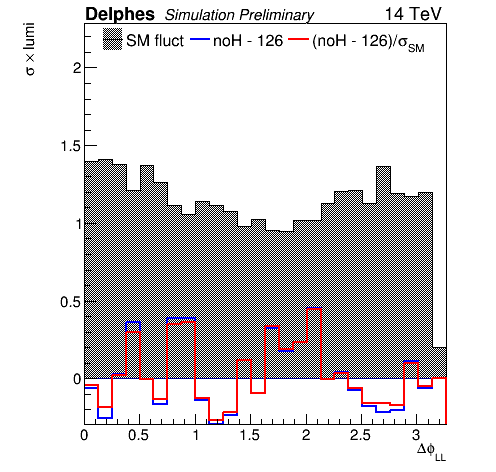 Delphes Simulation Preliminary 14 TeV
σ × lumi
SM fluct noH - 126 (noH - 126)/σSM
2
1.5
1
0.5
0
0 0.5 1 1.5 2 2.5 3
ΔϕLL